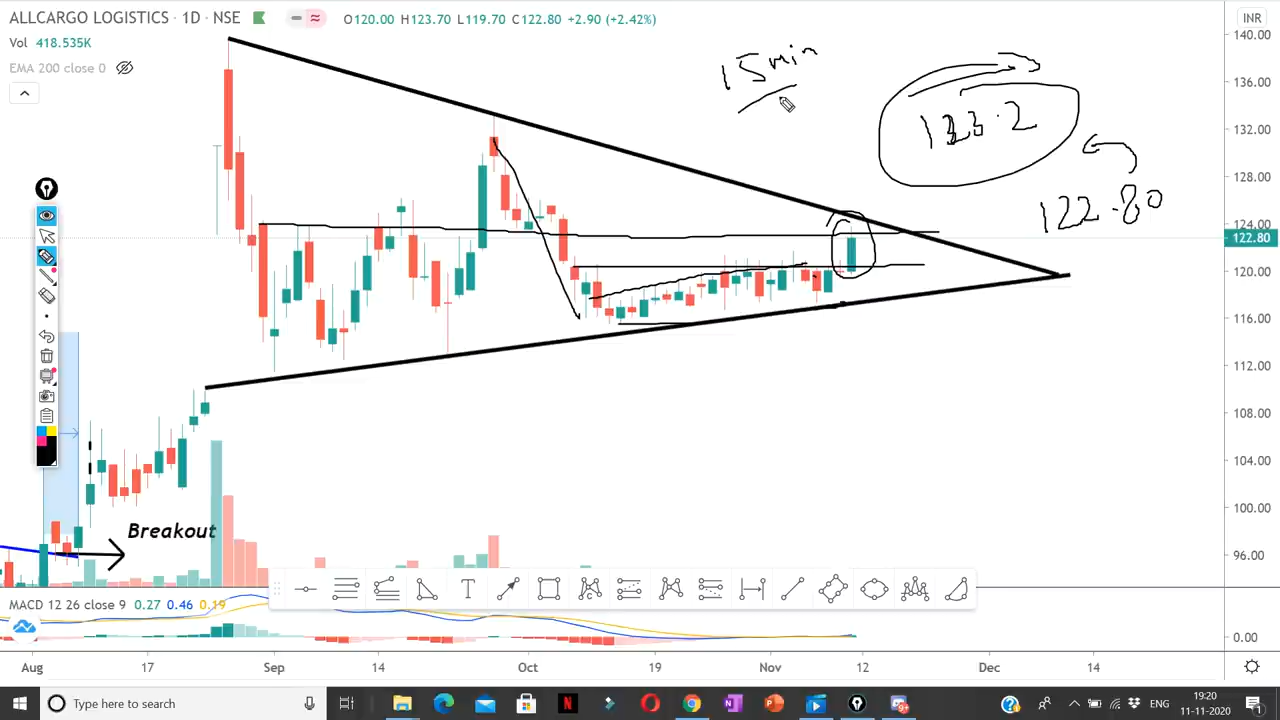 ALLCARGO LOGISTICS · 1D · NSE
O120.00 H123.70 L119.70 C122.80 +2.90 (+2.42%)
INR
Vol 418.535K
EMA 200 close 0
140.00
136.00
132.00
128.00
124.00
122.80
120.00
116.00
112.00
108.00
104.00
100.00
96.00
0.00
15 min
122.80
Breakout
MACD 12 26 close 9 0.27 0.46 0.19
Aug 17 Sep 14 Oct 19 Nov 12 Dec 14
Type here to search
ENG
19:20
11-11-2020